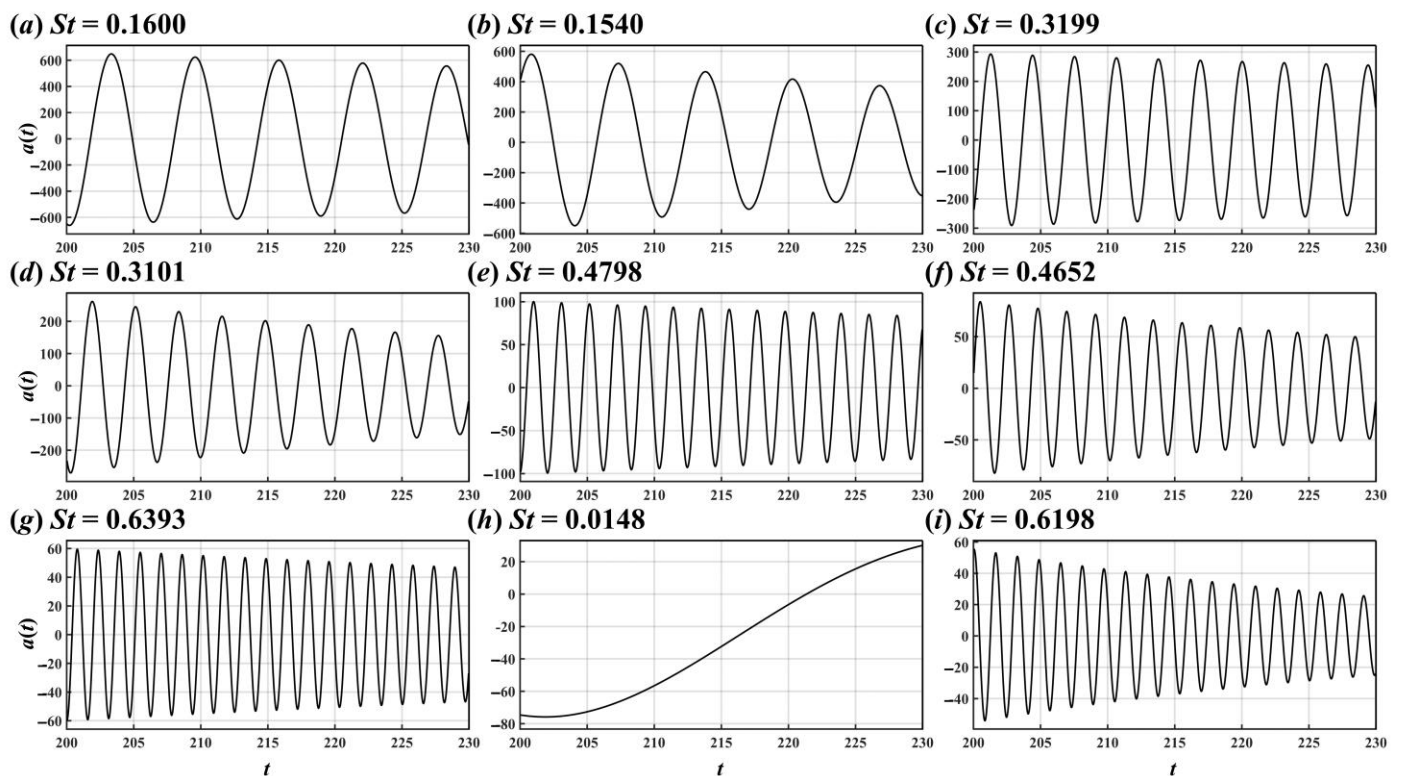 (a) St = 0.1600 (b) St = 0.1540 (c) St = 0.3199
600 400 200 0 −200 −400 −600
a(t)
200 205 210 215 220 225 230
600 400 200 0 −200 −400 −600
200 205 210 215 220 225 230
300 200 100 0 −100 −200 −300
200 205 210 215 220 225 230
(d) St = 0.3101 (e) St = 0.4798 (f) St = 0.4652
200 100 0 −100 −200
a(t)
200 205 210 215 220 225 230
100 50 0 −50 −100
200 205 210 215 220 225 230
50 0 −50
200 205 210 215 220 225 230
(g) St = 0.6393 (h) St = 0.0148 (i) St = 0.6198
60 40 20 0 −20 −40 −60
a(t)
200 205 210 215 220 225 230
t
20 0 −20 −40 −60 −80
200 205 210 215 220 225 230
t
60 40 20 0 −20 −40
200 205 210 215 220 225 230
t